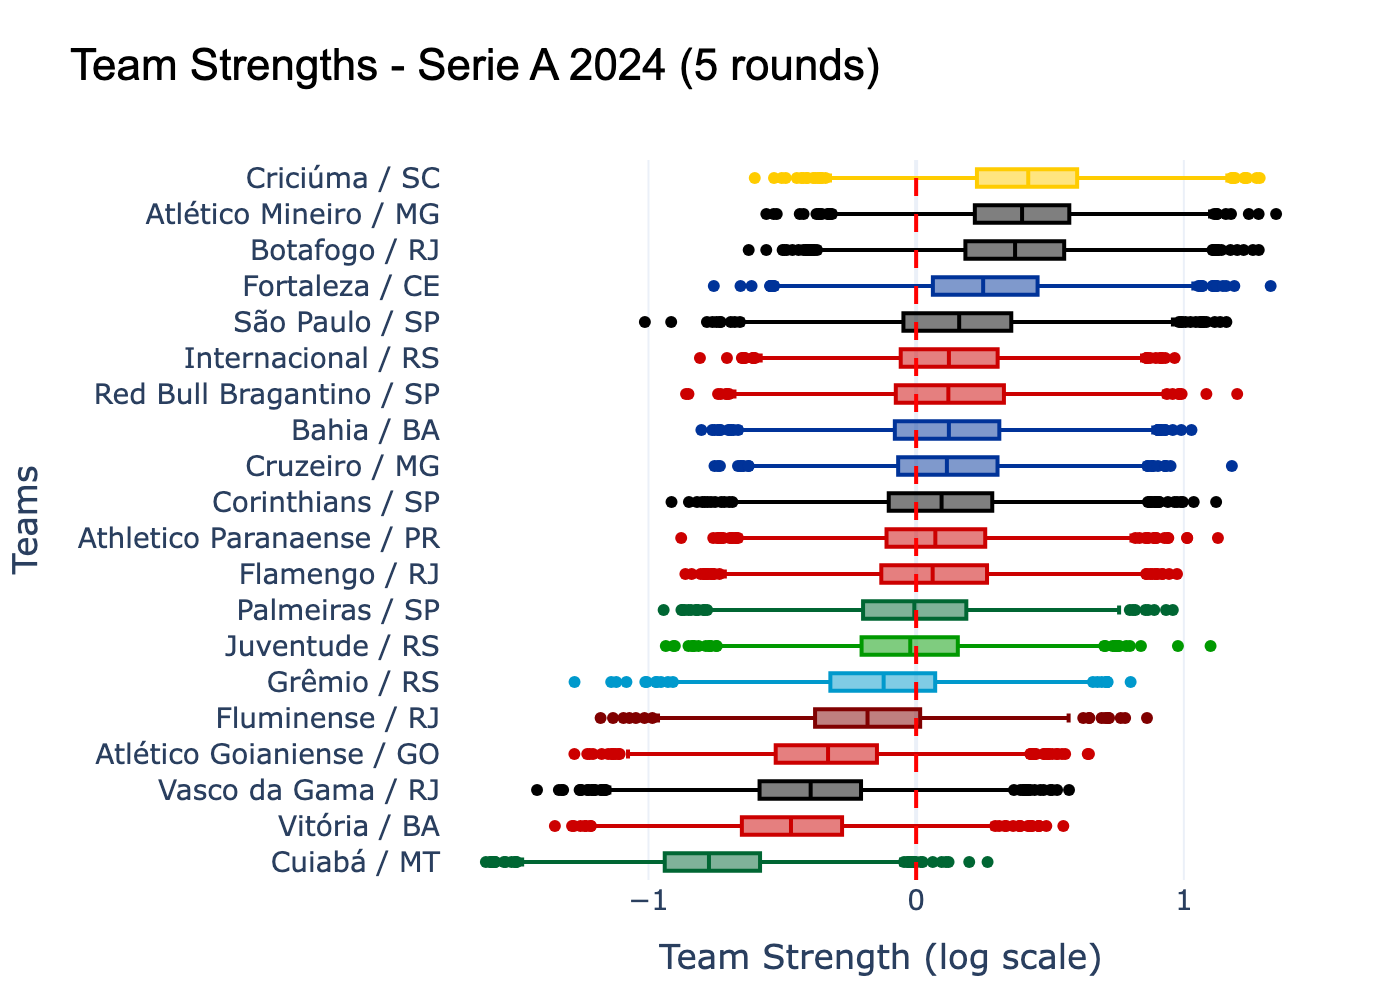 Team Strengths - Serie A 2024 (5 rounds)
Teams
Criciúma / SC
Atlético Mineiro / MG
Botafogo / RJ
Fortaleza / CE
São Paulo / SP
Internacional / RS
Red Bull Bragantino / SP
Bahia / BA
Cruzeiro / MG
Corinthians / SP
Athletico Paranaense / PR
Flamengo / RJ
Palmeiras / SP
Juventude / RS
Grêmio / RS
Fluminense / RJ
Atlético Goianiense / GO
Vasco da Gama / RJ
Vitória / BA
Cuiabá / MT
−1 0 1
Team Strength (log scale)